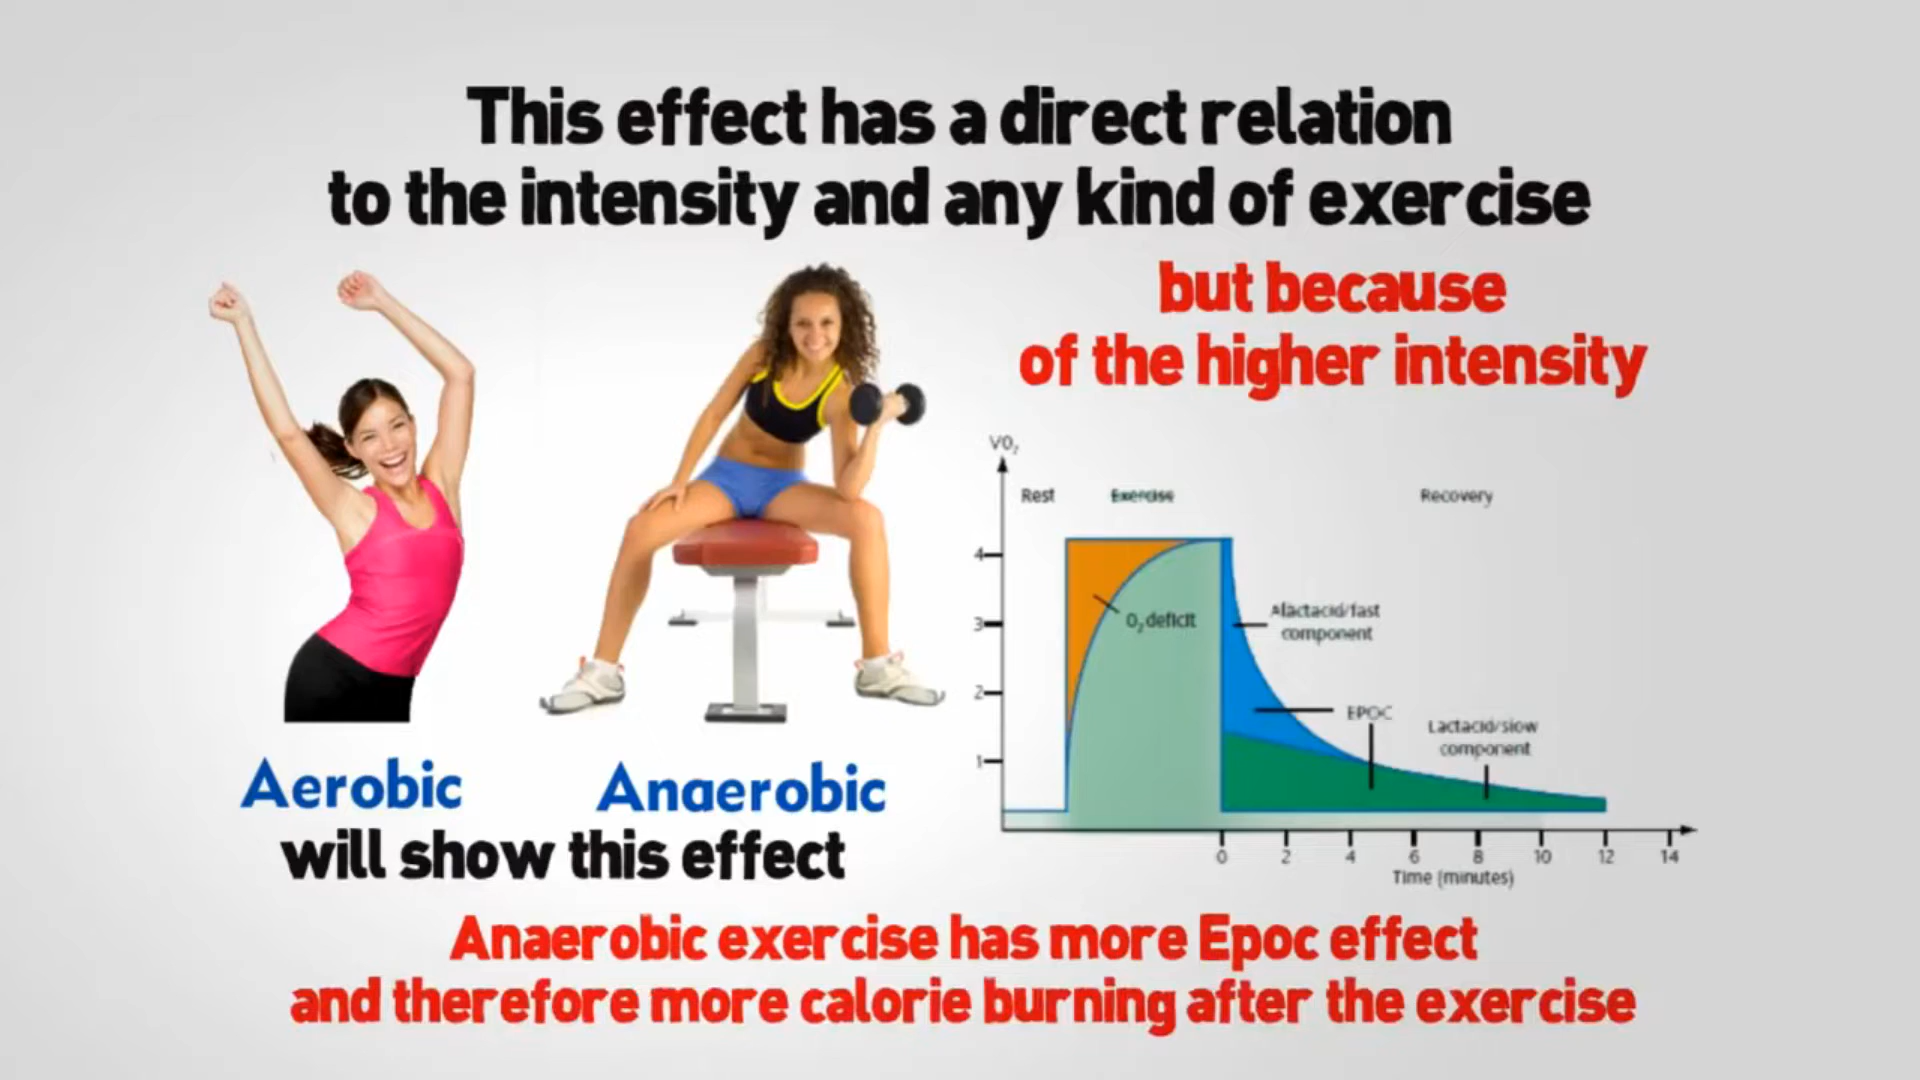 This effect has a direct relation
to the intensity and any kind of exercise
but because
of the higher intensity
Aerobic
Anaerobic
will show this effect
VO₂
Rest
Exercise
Recovery
4
3
2
1
O₂ deficit
Alactacid/fast
component
EPOC
Lactacid/slow
component
0 2 4 6 8 10 12 14
Time (minutes)
Anaerobic exercise has more Epoc effect
and therefore more calorie burning after the exercise